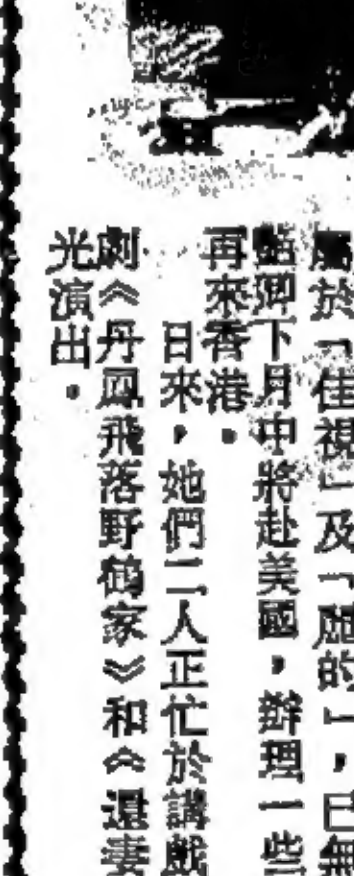 屬於「佳視」及「麗的」，已無
豔卿下月中將赴美國，辦理一些
再來香港。
日來，她們二人正忙於講戲
劇《丹鳳飛落野鶴家》和《還妻
光演出。